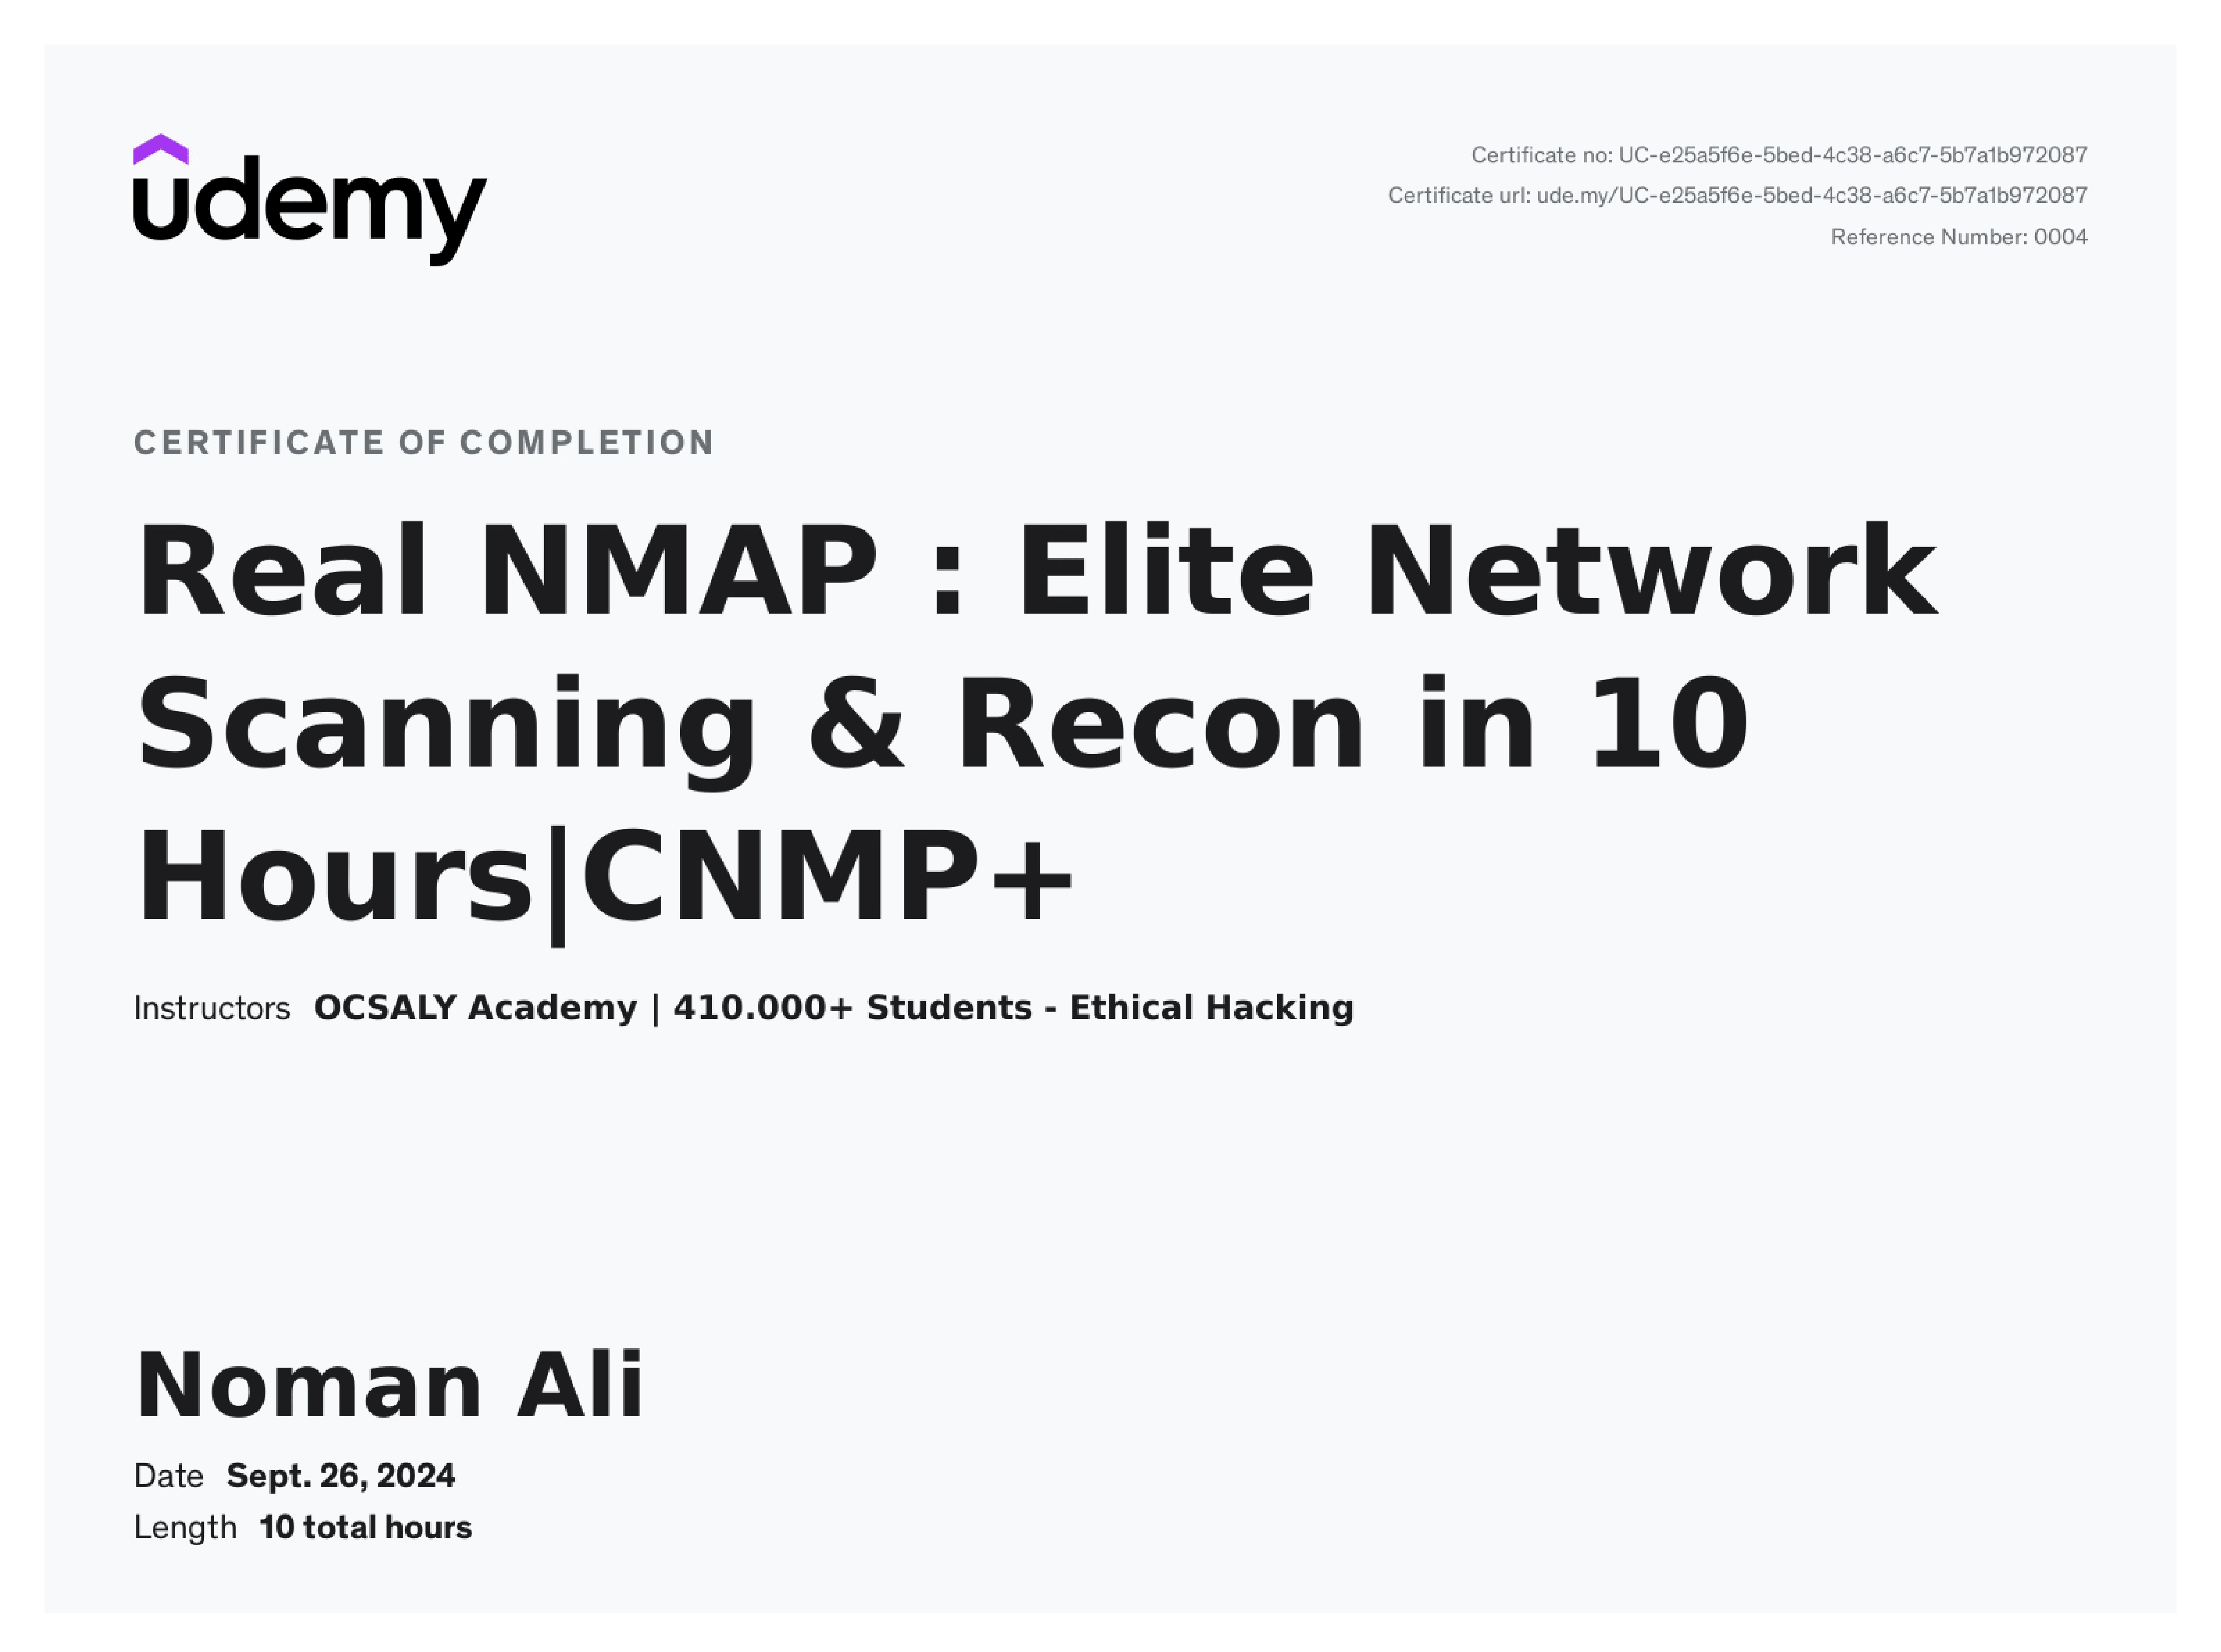 udemy
Certificate no: UC-e25a5f6e-5bed-4c38-a6c7-5b7a1b972087
Certificate url: ude.my/UC-e25a5f6e-5bed-4c38-a6c7-5b7a1b972087
Reference Number: 0004
CERTIFICATE OF COMPLETION
Real NMAP : Elite Network
Scanning & Recon in 10
Hours|CNMP+
Instructors OCSALY Academy | 410.000+ Students - Ethical Hacking
Noman Ali
Date Sept. 26, 2024
Length 10 total hours